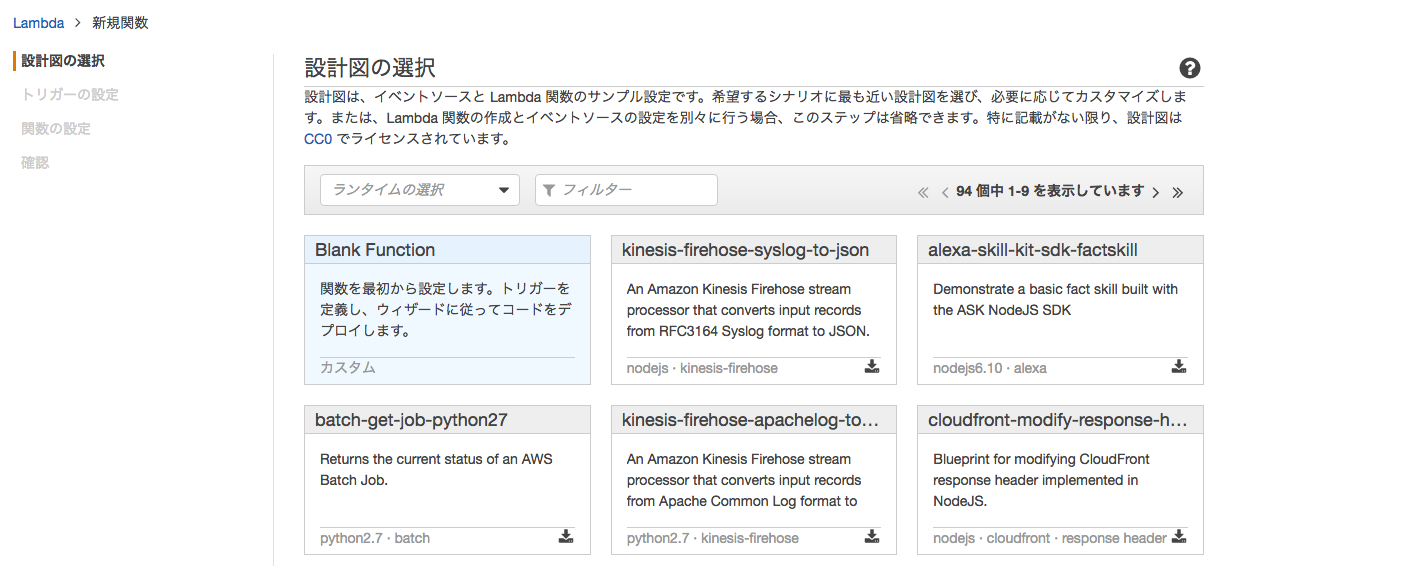 Lambda > 新規関数
設計図の選択
トリガーの設定
関数の設定
確認
設計図の選択
設計図は、イベントソースと Lambda 関数のサンプル設定です。希望するシナリオに最も近い設計図を選び、必要に応じてカスタマイズしま
す。または、Lambda 関数の作成とイベントソースの設定を別々に行う場合、このステップは省略できます。特に記載がない限り、設計図は
CC0 でライセンスされています。
ランタイムの選択
フィルター
« < 94 個中 1-9 を表示しています > »
Blank Function
関数を最初から設定します。トリガーを
定義し、ウィザードに従ってコードをデ
プロイします。
カスタム
kinesis-firehose-syslog-to-json
An Amazon Kinesis Firehose stream
processor that converts input records
from RFC3164 Syslog format to JSON.
nodejs · kinesis-firehose
alexa-skill-kit-sdk-factskill
Demonstrate a basic fact skill built with
the ASK NodeJS SDK
nodejs6.10 · alexa
batch-get-job-python27
Returns the current status of an AWS
Batch Job.
python2.7 · batch
kinesis-firehose-apachelog-to…
An Amazon Kinesis Firehose stream
processor that converts input records
from Apache Common Log format to
python2.7 · kinesis-firehose
cloudfront-modify-response-h…
Blueprint for modifying CloudFront
response header implemented in
NodeJS.
nodejs · cloudfront · response header